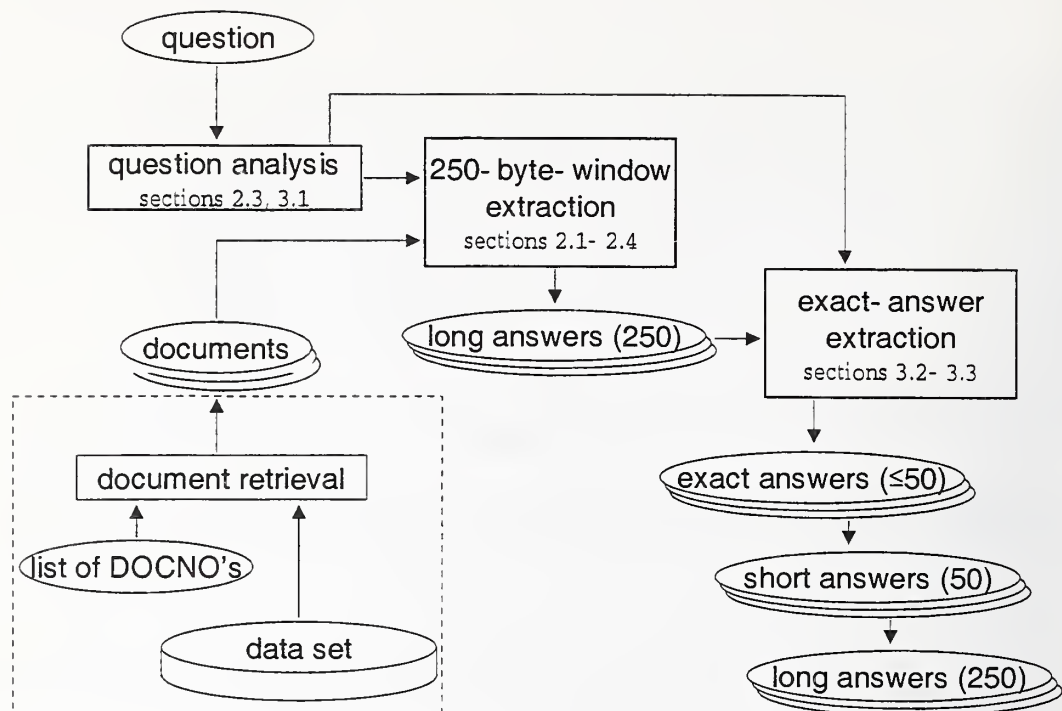 question
question analysis
sections 2.3, 3.1
250- byte- window
extraction
sections 2.1- 2.4
exact- answer
extraction
sections 3.2- 3.3
long answers (250)
documents
document retrieval
list of DOCNO's
data set
exact answers (≤50)
short answers (50)
long answers (250)